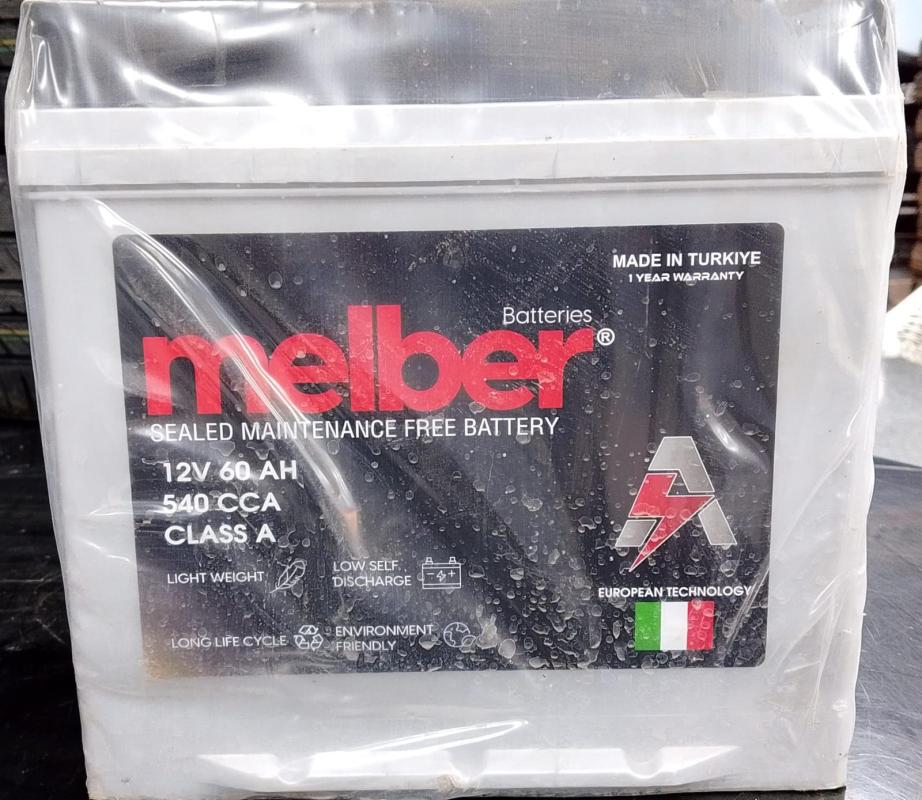 MADE IN TURKIYE
1 YEAR WARRANTY
Batteries
melber®
SEALED MAINTENANCE FREE BATTERY
12V 60 AH
540 CCA
CLASS A
A
LIGHT WEIGHT
LOW SELF
DISCHARGE
EUROPEAN TECHNOLOGY
LONG LIFE CYCLE
ENVIRONMENT
FRIENDLY